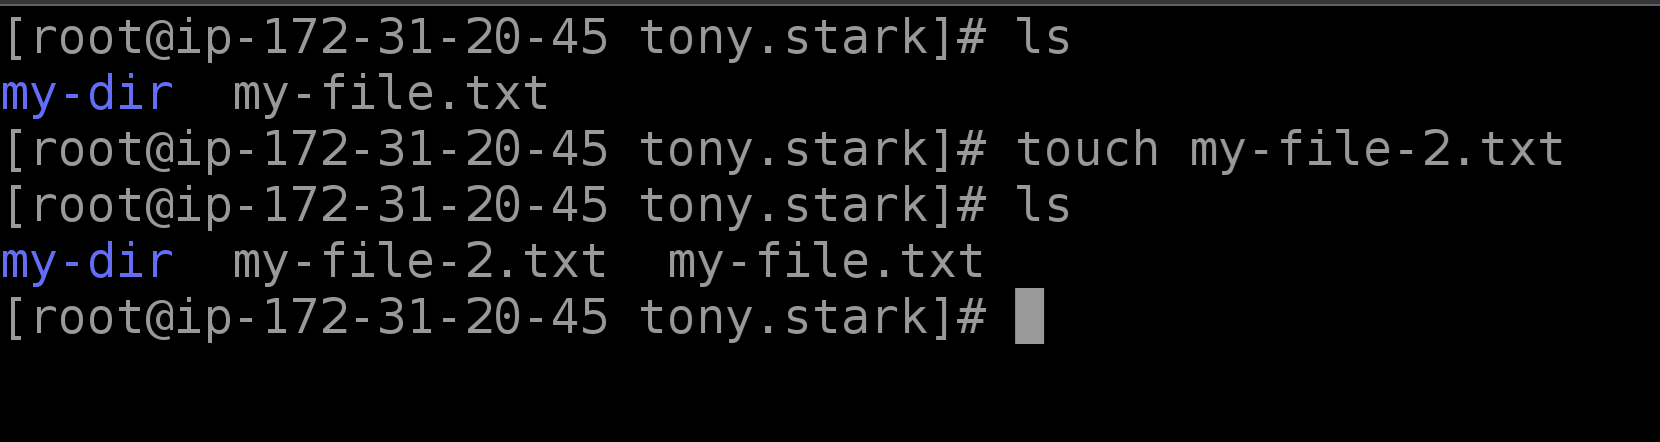 [root@ip-172-31-20-45 tony.stark]# ls
my-dir  my-file.txt
[root@ip-172-31-20-45 tony.stark]# touch my-file-2.txt
[root@ip-172-31-20-45 tony.stark]# ls
my-dir  my-file-2.txt  my-file.txt
[root@ip-172-31-20-45 tony.stark]#